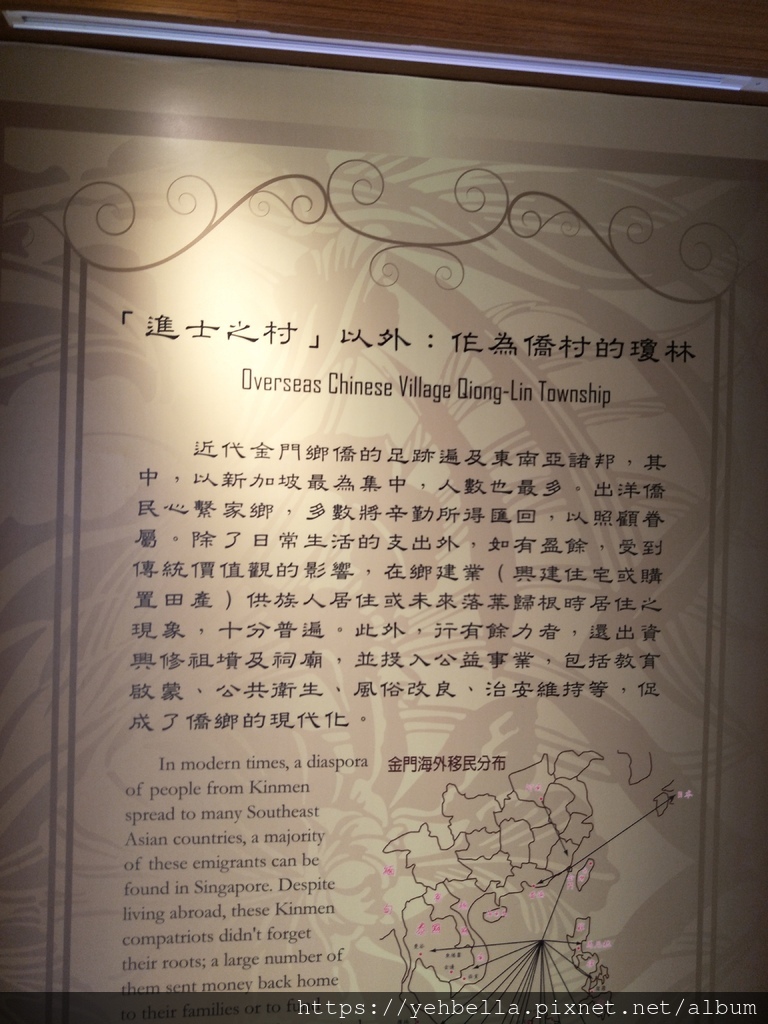 「進士之村」以外：作為僑村的瓊林
Overseas Chinese Village Qiong-Lin Township
近代金門鄉僑的足跡遍及東南亞諸邦，其
中，以新加坡最為集中，人數也最多。出洋僑
民心繫家鄉，多數將辛勤所得匯回，以照顧眷
屬。除了日常生活的支出外，如有盈餘，受到
傳統價值觀的影響，在鄉建業（興建住宅或購
置田產）供族人居住或未來落葉歸根時居住之
現象，十分普遍。此外，行有餘力者，還出資
興修祖墳及祠廟，並投入公益事業，包括教育
啟蒙、公共衛生、風俗改良、治安維持等，促
成了僑鄉的現代化。
In modern times, a diaspora
of people from Kinmen
spread to many Southeast
Asian countries, a majority
of these emigrants can be
found in Singapore. Despite
living abroad, these Kinmen
compatriots didn't forget
their roots; a large number of
them sent money back home
to their families or to fund
金門海外移民分布
日本
https://yehbella.pixnet.net/album